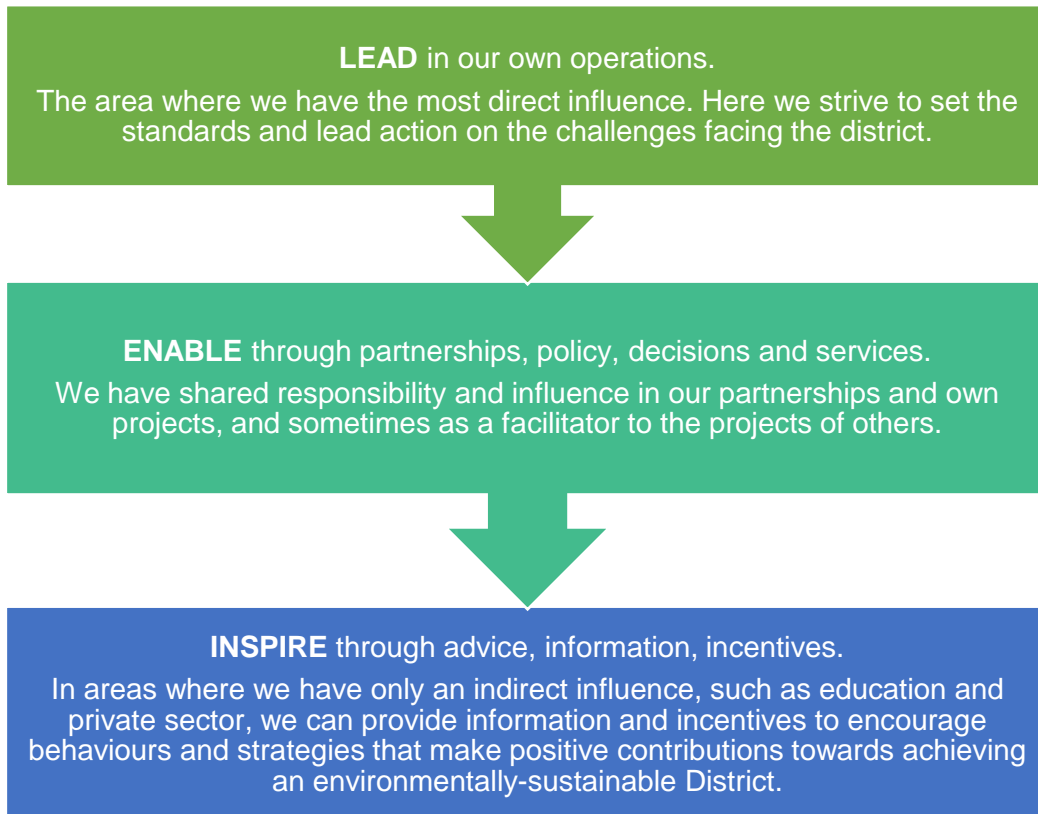 LEAD in our own operations.
The area where we have the most direct influence. Here we strive to set the
standards and lead action on the challenges facing the district.
ENABLE through partnerships, policy, decisions and services.
We have shared responsibility and influence in our partnerships and own
projects, and sometimes as a facilitator to the projects of others.
INSPIRE through advice, information, incentives.
In areas where we have only an indirect influence, such as education and
private sector, we can provide information and incentives to encourage
behaviours and strategies that make positive contributions towards achieving
an environmentally-sustainable District.